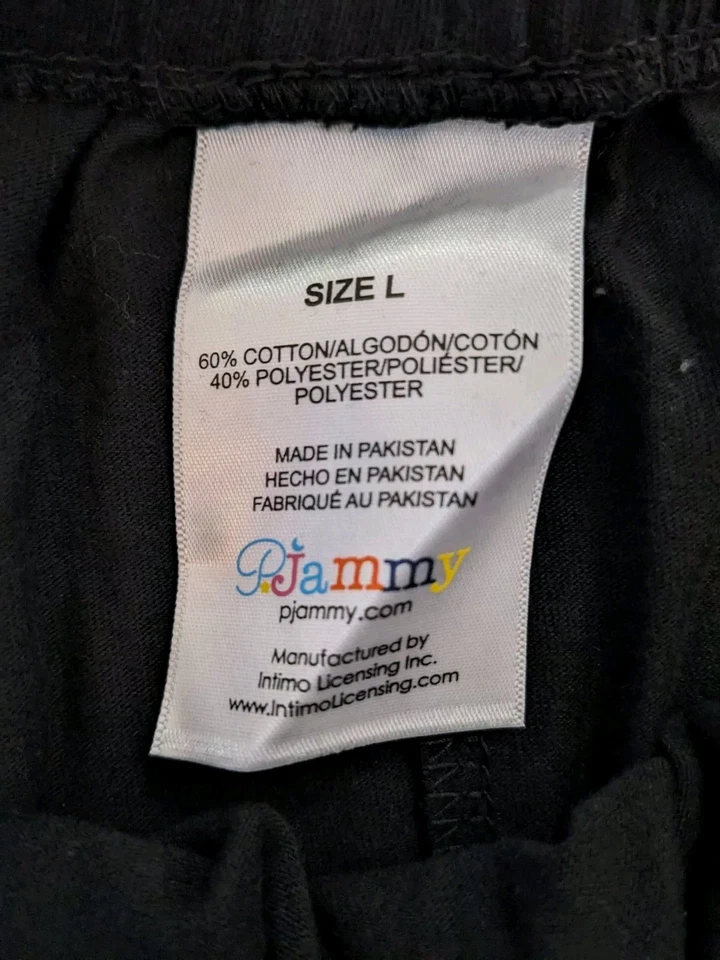 SIZE L
60% COTTON/ALGODÓN/COTÓN
40% POLYESTER/POLIÉSTER/
POLYESTER
MADE IN PAKISTAN
HECHO EN PAKISTAN
FABRIQUÉ AU PAKISTAN
PJammy
pjammy.com
Manufactured by
Intimo Licensing Inc.
www.IntimoLicensing.com